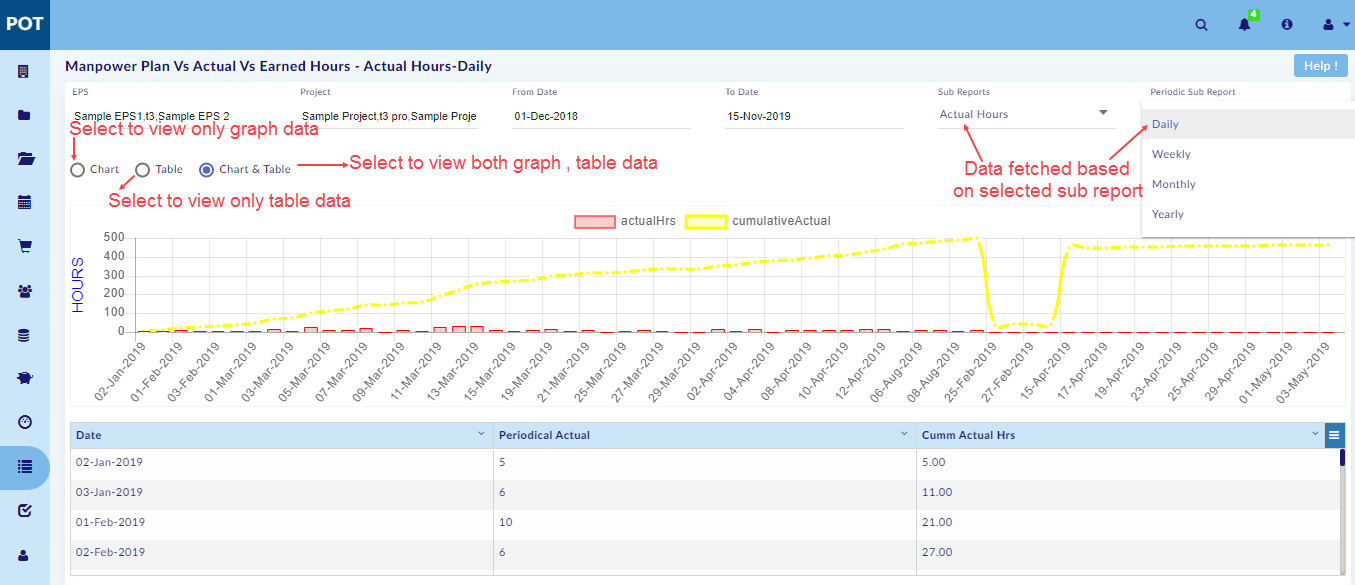 POT
4
Manpower Plan Vs Actual Vs Earned Hours - Actual Hours-Daily
Help !
EPS
Project
From Date
To Date
Sub Reports
Periodic Sub Report
Sample EPS1,t3,Sample EPS 2
Sample Project,t3 pro,Sample Proje
01-Dec-2018
15-Nov-2019
Actual Hours
Daily
Weekly
Monthly
Yearly
Select to view only graph data
Chart
Table
Chart & Table
Select to view both graph , table data
Data fetched based
on selected sub report
Select to view only table data
actualHrs
cumulativeActual
HOURS
500
400
300
200
100
0
02-Jan-2019
01-Feb-2019
03-Feb-2019
01-Mar-2019
03-Mar-2019
05-Mar-2019
07-Mar-2019
09-Mar-2019
11-Mar-2019
13-Mar-2019
15-Mar-2019
19-Mar-2019
21-Mar-2019
25-Mar-2019
27-Mar-2019
29-Mar-2019
02-Apr-2019
04-Apr-2019
08-Apr-2019
10-Apr-2019
12-Apr-2019
06-Aug-2019
08-Aug-2019
25-Feb-2019
27-Feb-2019
15-Apr-2019
17-Apr-2019
19-Apr-2019
23-Apr-2019
25-Apr-2019
29-Apr-2019
01-May-2019
03-May-2019
Date
Periodical Actual
Cumm Actual Hrs
02-Jan-2019
5
5.00
03-Jan-2019
6
11.00
01-Feb-2019
10
21.00
02-Feb-2019
6
27.00